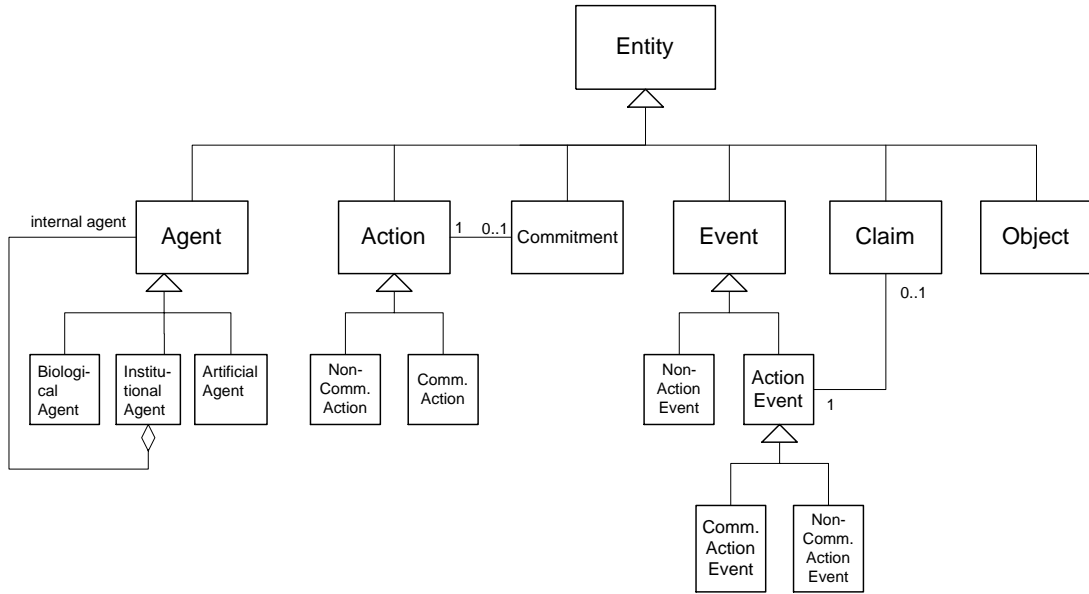 Entity
internal agent
Agent
Action
1
0..1
Commitment
Event
Claim
Object
0..1
Biologi-
cal
Agent
Institu-
tional
Agent
Artificial
Agent
Non-
Comm.
Action
Comm.
Action
Non-
Action
Event
Action
Event
1
Comm.
Action
Event
Non-
Comm.
Action
Event